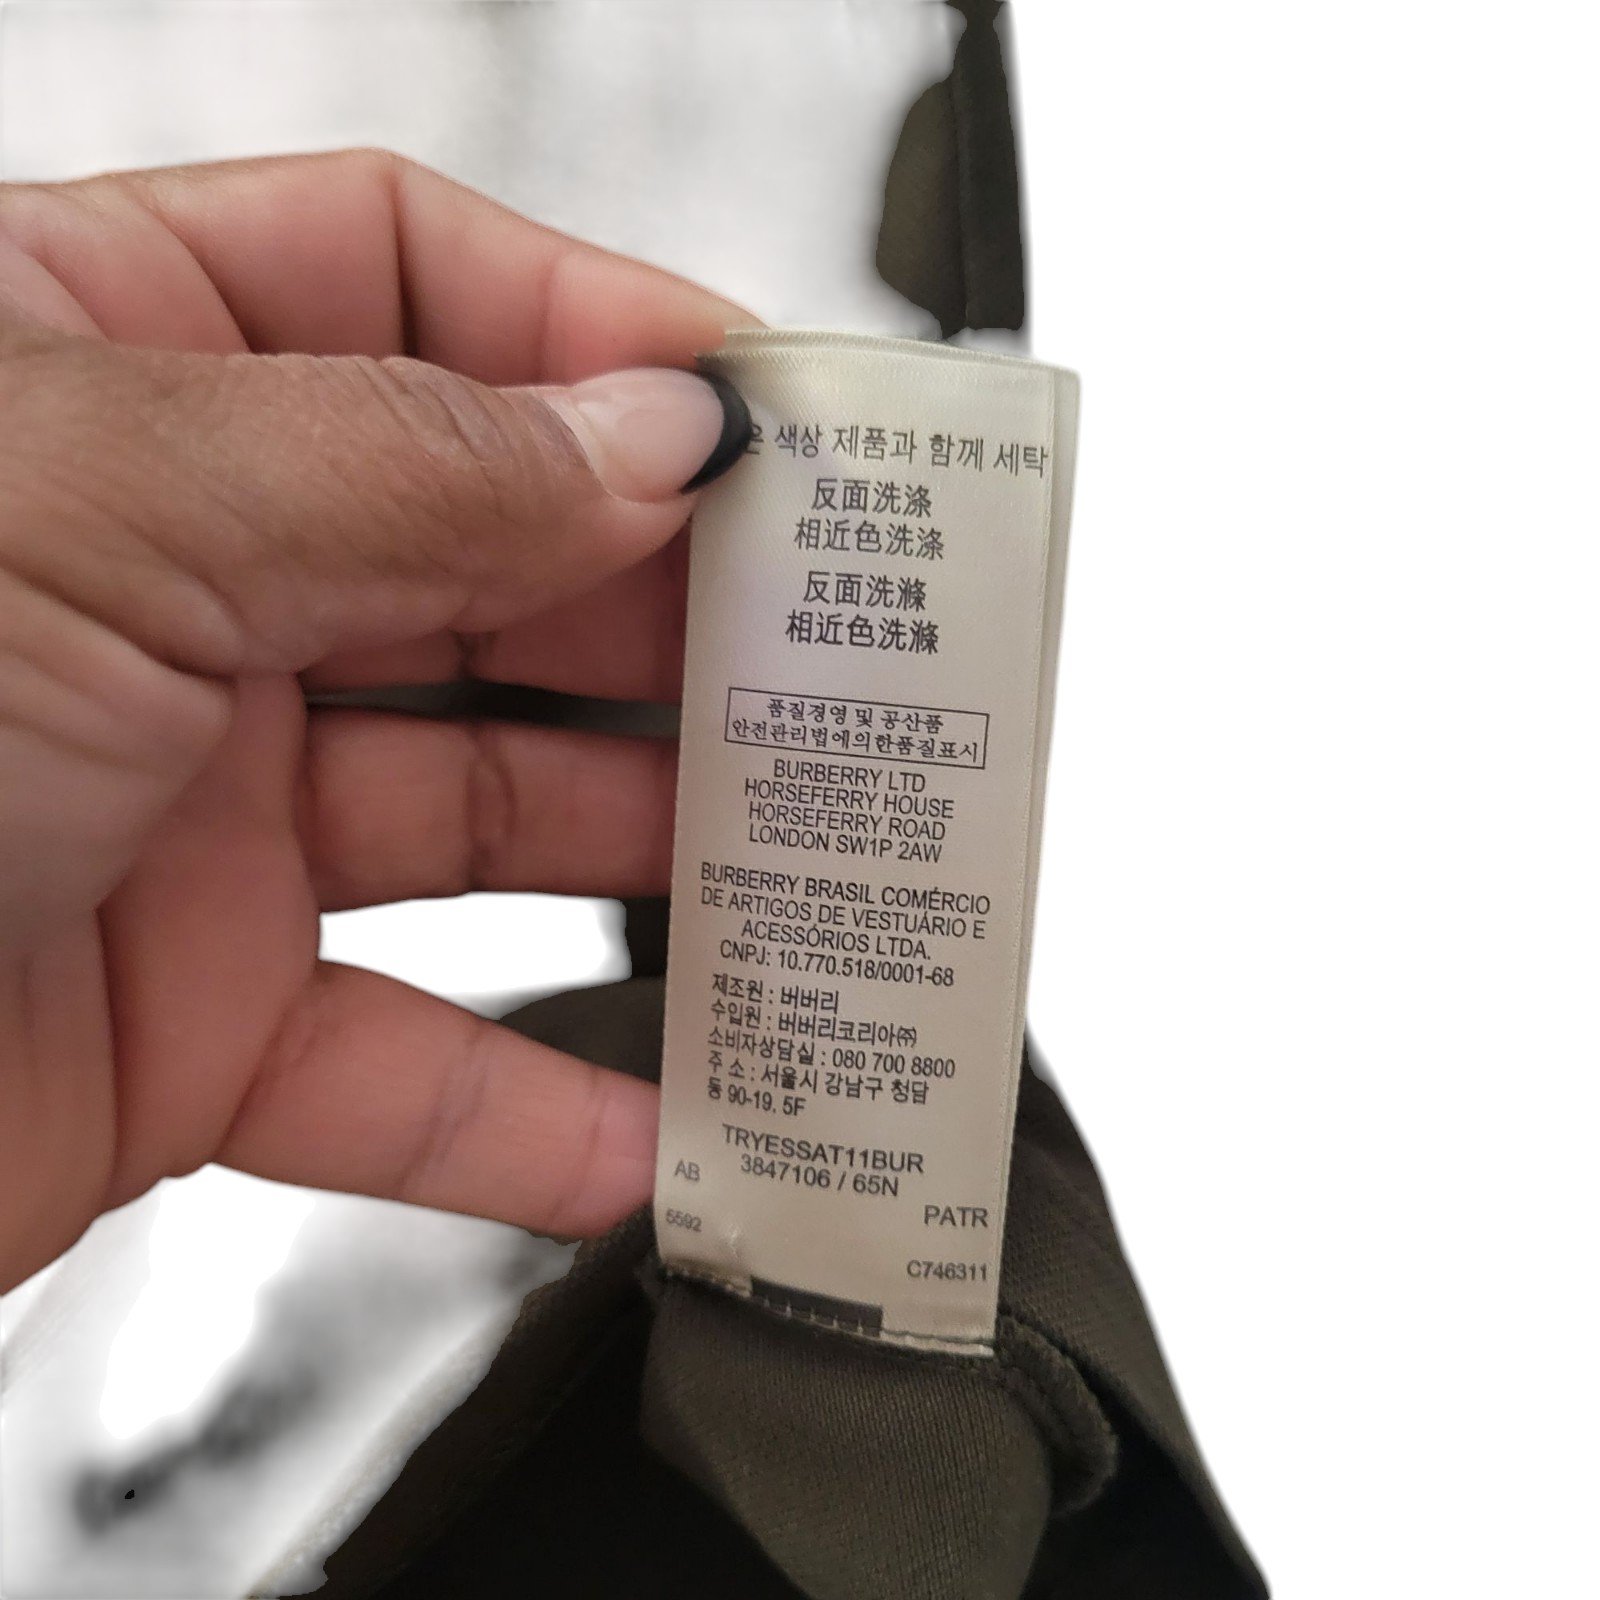 색상 제품과 함께 세탁
反面洗涤
相近色洗涤
反面洗滌
相近色洗滌
품질경영 및 공산품
안전관리법에의한품질표시
BURBERRY LTD
HORSEFERRY HOUSE
HORSEFERRY ROAD
LONDON SW1P 2AW
BURBERRY BRASIL COMÉRCIO
DE ARTIGOS DE VESTUÁRIO E
ACESSÓRIOS LTDA.
CNPJ: 10.770.518/0001-68
제조원 : 버버리
수입원 : 버버리코리아㈜
소비자상담실 : 080 700 8800
주 소 : 서울시 강남구 청담
동 90-19, 5F
TRYESSAT11BUR
AB 3847106 / 65N
PATR
5592
C746311